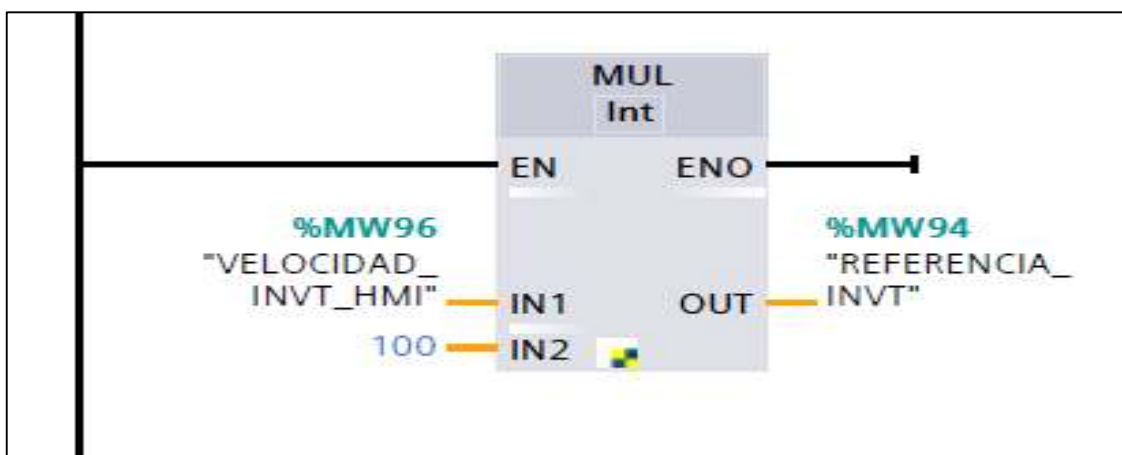 MUL
Int
EN ENO
%MW96
"VELOCIDAD_
INVT_HMI"
IN1
100
IN2
%MW94
"REFERENCIA_
INVT"
OUT